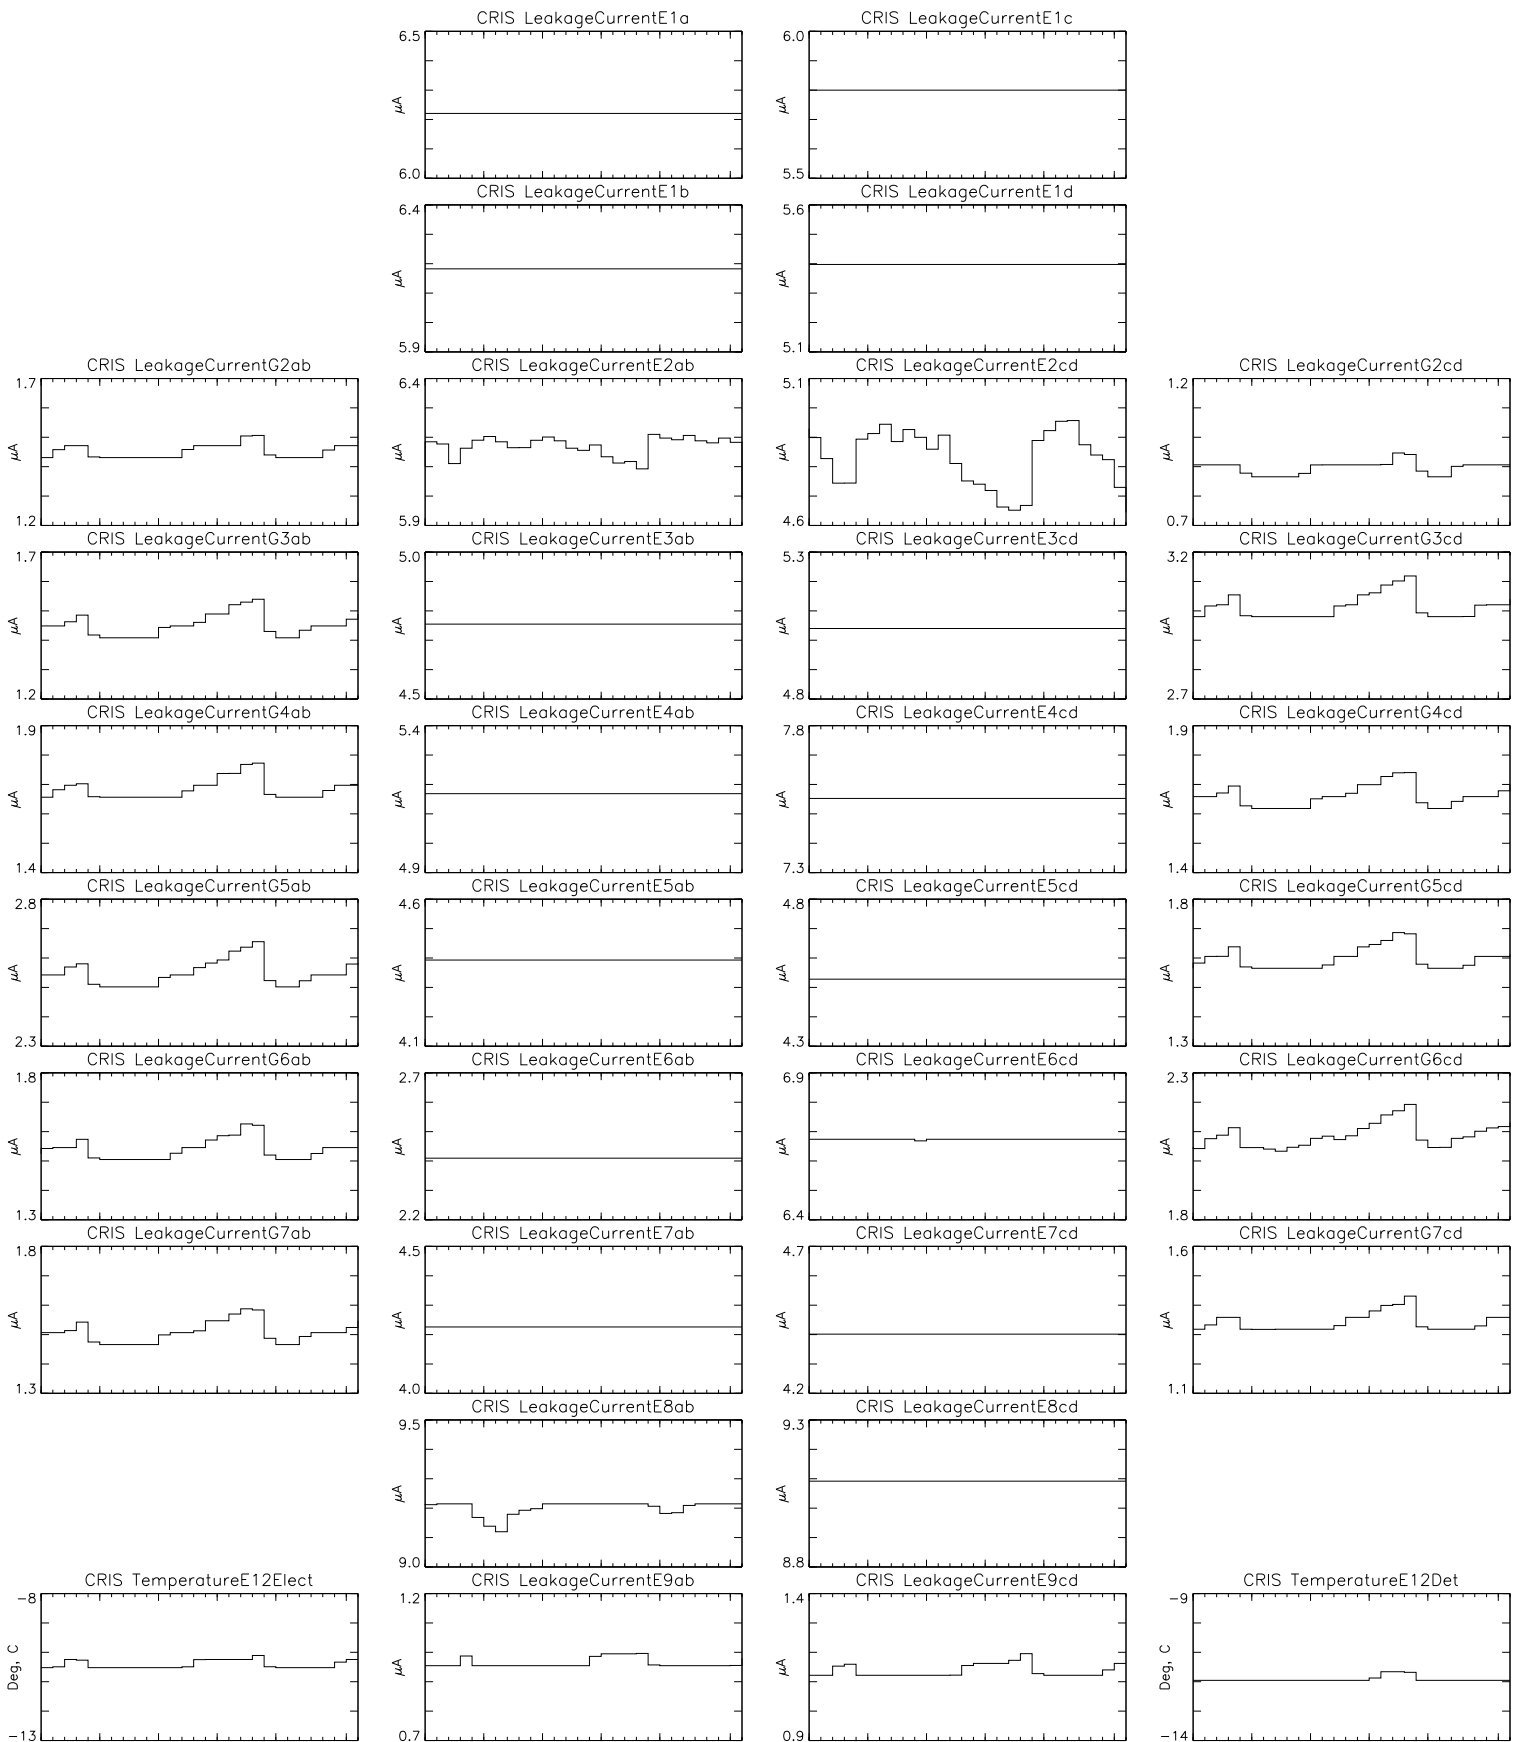 CRIS LeakageCurrentE1a
CRIS LeakageCurrentE1c
6.5
6.0
μA
μA
6.0
5.5
CRIS LeakageCurrentE1b
CRIS LeakageCurrentE1d
6.4
5.6
μA
μA
5.9
5.1
CRIS LeakageCurrentG2ab
CRIS LeakageCurrentE2ab
CRIS LeakageCurrentE2cd
CRIS LeakageCurrentG2cd
1.7
6.4
5.1
1.2
μA
μA
μA
μA
1.2
5.9
4.6
0.7
CRIS LeakageCurrentG3ab
CRIS LeakageCurrentE3ab
CRIS LeakageCurrentE3cd
CRIS LeakageCurrentG3cd
1.7
5.0
5.3
3.2
μA
μA
μA
μA
1.2
4.5
4.8
2.7
CRIS LeakageCurrentG4ab
CRIS LeakageCurrentE4ab
CRIS LeakageCurrentE4cd
CRIS LeakageCurrentG4cd
1.9
5.4
7.8
1.9
μA
μA
μA
μA
1.4
4.9
7.3
1.4
CRIS LeakageCurrentG5ab
CRIS LeakageCurrentE5ab
CRIS LeakageCurrentE5cd
CRIS LeakageCurrentG5cd
2.8
4.6
4.8
1.8
μA
μA
μA
μA
2.3
4.1
4.3
1.3
CRIS LeakageCurrentG6ab
CRIS LeakageCurrentE6ab
CRIS LeakageCurrentE6cd
CRIS LeakageCurrentG6cd
1.8
2.7
6.9
2.3
μA
μA
μA
μA
1.3
2.2
6.4
1.8
CRIS LeakageCurrentG7ab
CRIS LeakageCurrentE7ab
CRIS LeakageCurrentE7cd
CRIS LeakageCurrentG7cd
1.8
4.5
4.7
1.6
μA
μA
μA
μA
1.3
4.0
4.2
1.1
CRIS LeakageCurrentE8ab
CRIS LeakageCurrentE8cd
9.5
9.3
μA
μA
9.0
8.8
CRIS TemperatureE12Elect
CRIS LeakageCurrentE9ab
CRIS LeakageCurrentE9cd
CRIS TemperatureE12Det
-8
1.2
1.4
-9
Deg, C
μA
μA
Deg, C
-13
0.7
0.9
-14